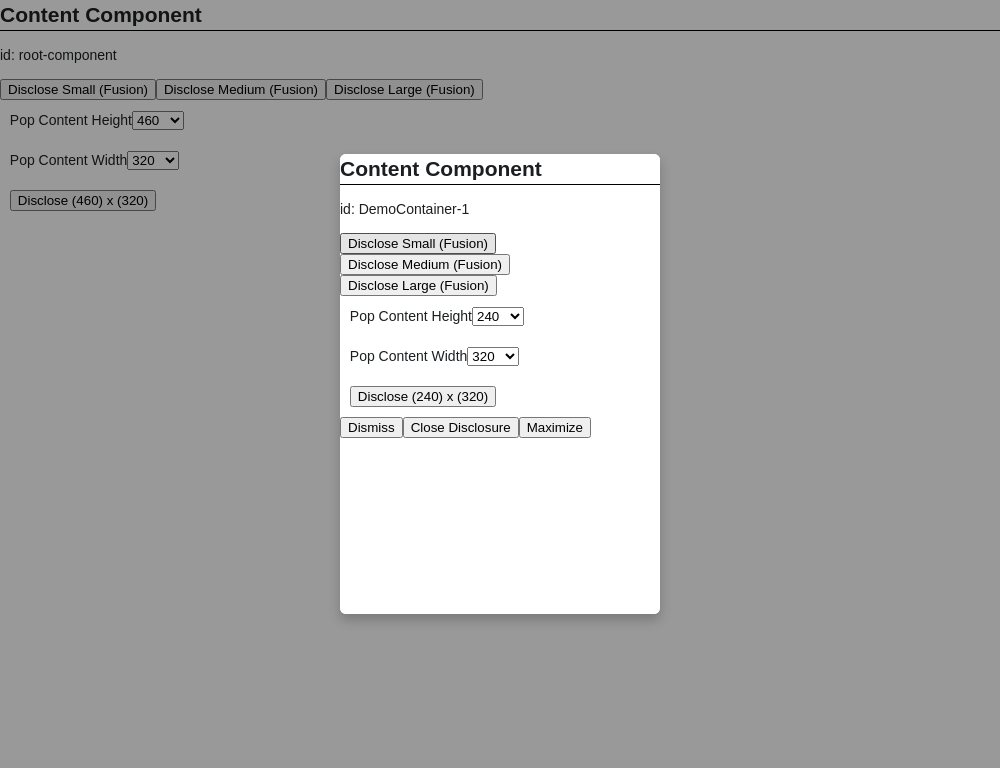 Content Component
id: root-component
Disclose Small (Fusion) Disclose Medium (Fusion) Disclose Large (Fusion)
Pop Content Height 460
Pop Content Width 320
Disclose (460) x (320)
Content Component
id: DemoContainer-1
Disclose Small (Fusion)
Disclose Medium (Fusion)
Disclose Large (Fusion)
Pop Content Height 240
Pop Content Width 320
Disclose (240) x (320)
Dismiss Close Disclosure Maximize